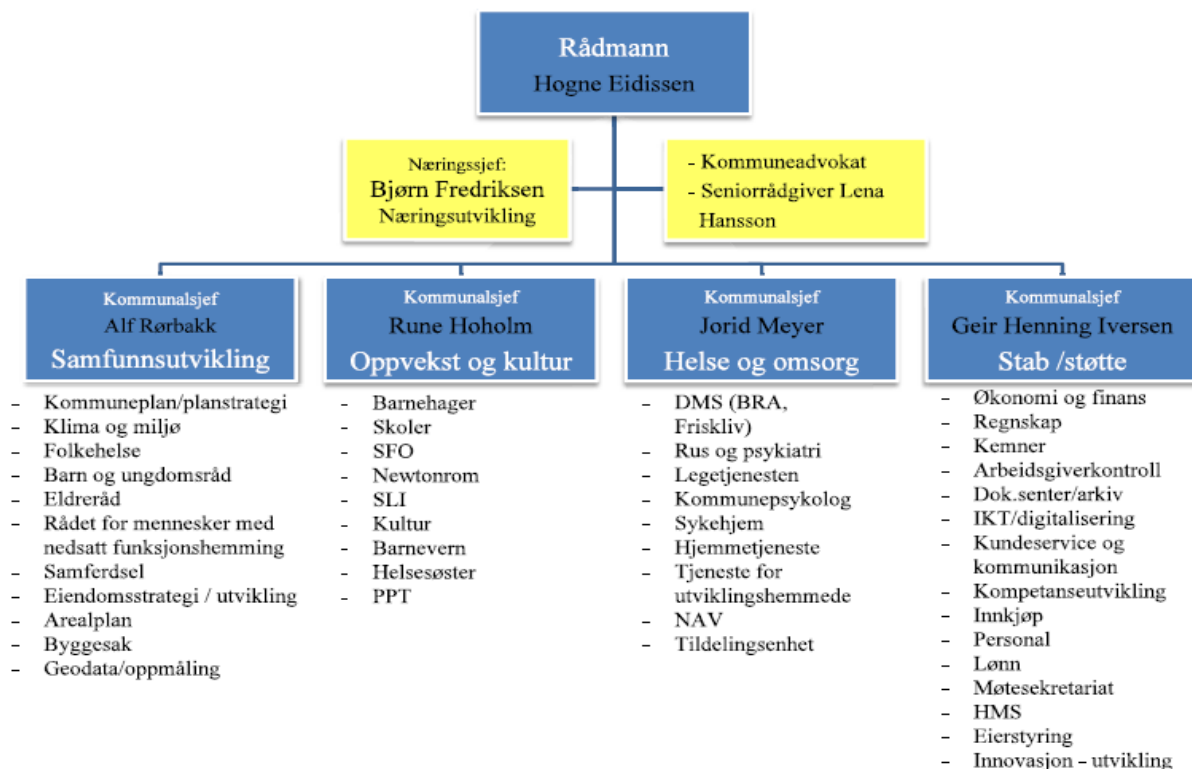 Rådmann
Hogne Eidissen
Næringssjef:
Bjørn Fredriksen
Næringsutvikling
- Kommuneadvokat
- Seniorrådgiver Lena
Hansson
Kommunalsjef
Alf Rørbakk
Samfunnsutvikling
- Kommuneplan/planstrategi
- Klima og miljø
- Folkehelse
- Barn og ungdomsråd
- Eldreråd
- Rådet for mennesker med
nedsatt funksjonshemming
- Samferdsel
- Eiendomsstrategi / utvikling
- Arealplan
- Byggesak
- Geodata/oppmåling
Kommunalsjef
Rune Høholm
Oppvekst og kultur
- Barnehager
- Skoler
- SFO
- Newtonrom
- SLI
- Kultur
- Barnevern
- Helsesøster
- PPT
Kommunalsjef
Jorid Meyer
Helse og omsorg
- DMS (BRA,
Friskliv)
- Rus og psykiatri
- Legetjenesten
- Kommunepsykolog
- Sykehjem
- Hjemmetjeneste
- Tjeneste for
utviklingshemmede
- NAV
- Tildelingsenhet
Kommunalsjef
Geir Henning Iversen
Stab /støtte
- Økonomi og finans
- Regnskap
- Kemner
- Arbeidsgiverkontroll
- Dok.senter/arkiv
- IKT/digitalisering
- Kundeservice og
kommunikasjon
- Kompetanseutvikling
- Innkjøp
- Personal
- Lønn
- Møtesekretariat
- HMS
- Eierstyring
- Innovasjon – utvikling